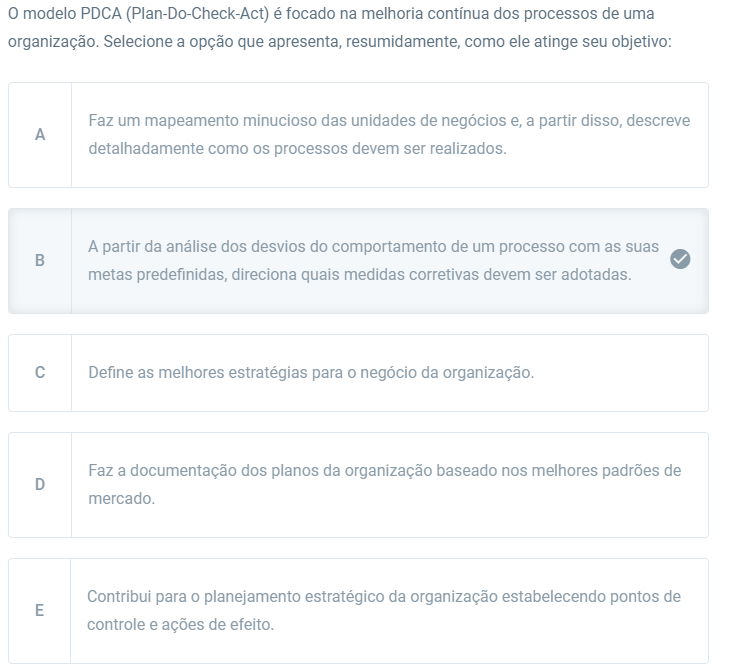 O modelo PDCA (Plan-Do-Check-Act) é focado na melhoria contínua dos processos de uma
organização. Selecione a opção que apresenta, resumidamente, como ele atinge seu objetivo:
A
Faz um mapeamento minucioso das unidades de negócios e, a partir disso, descreve
detalhadamente como os processos devem ser realizados.
B
A partir da análise dos desvios do comportamento de um processo com as suas
metas predefinidas, direciona quais medidas corretivas devem ser adotadas.
C
Define as melhores estratégias para o negócio da organização.
D
Faz a documentação dos planos da organização baseado nos melhores padrões de
mercado.
E
Contribui para o planejamento estratégico da organização estabelecendo pontos de
controle e ações de efeito.